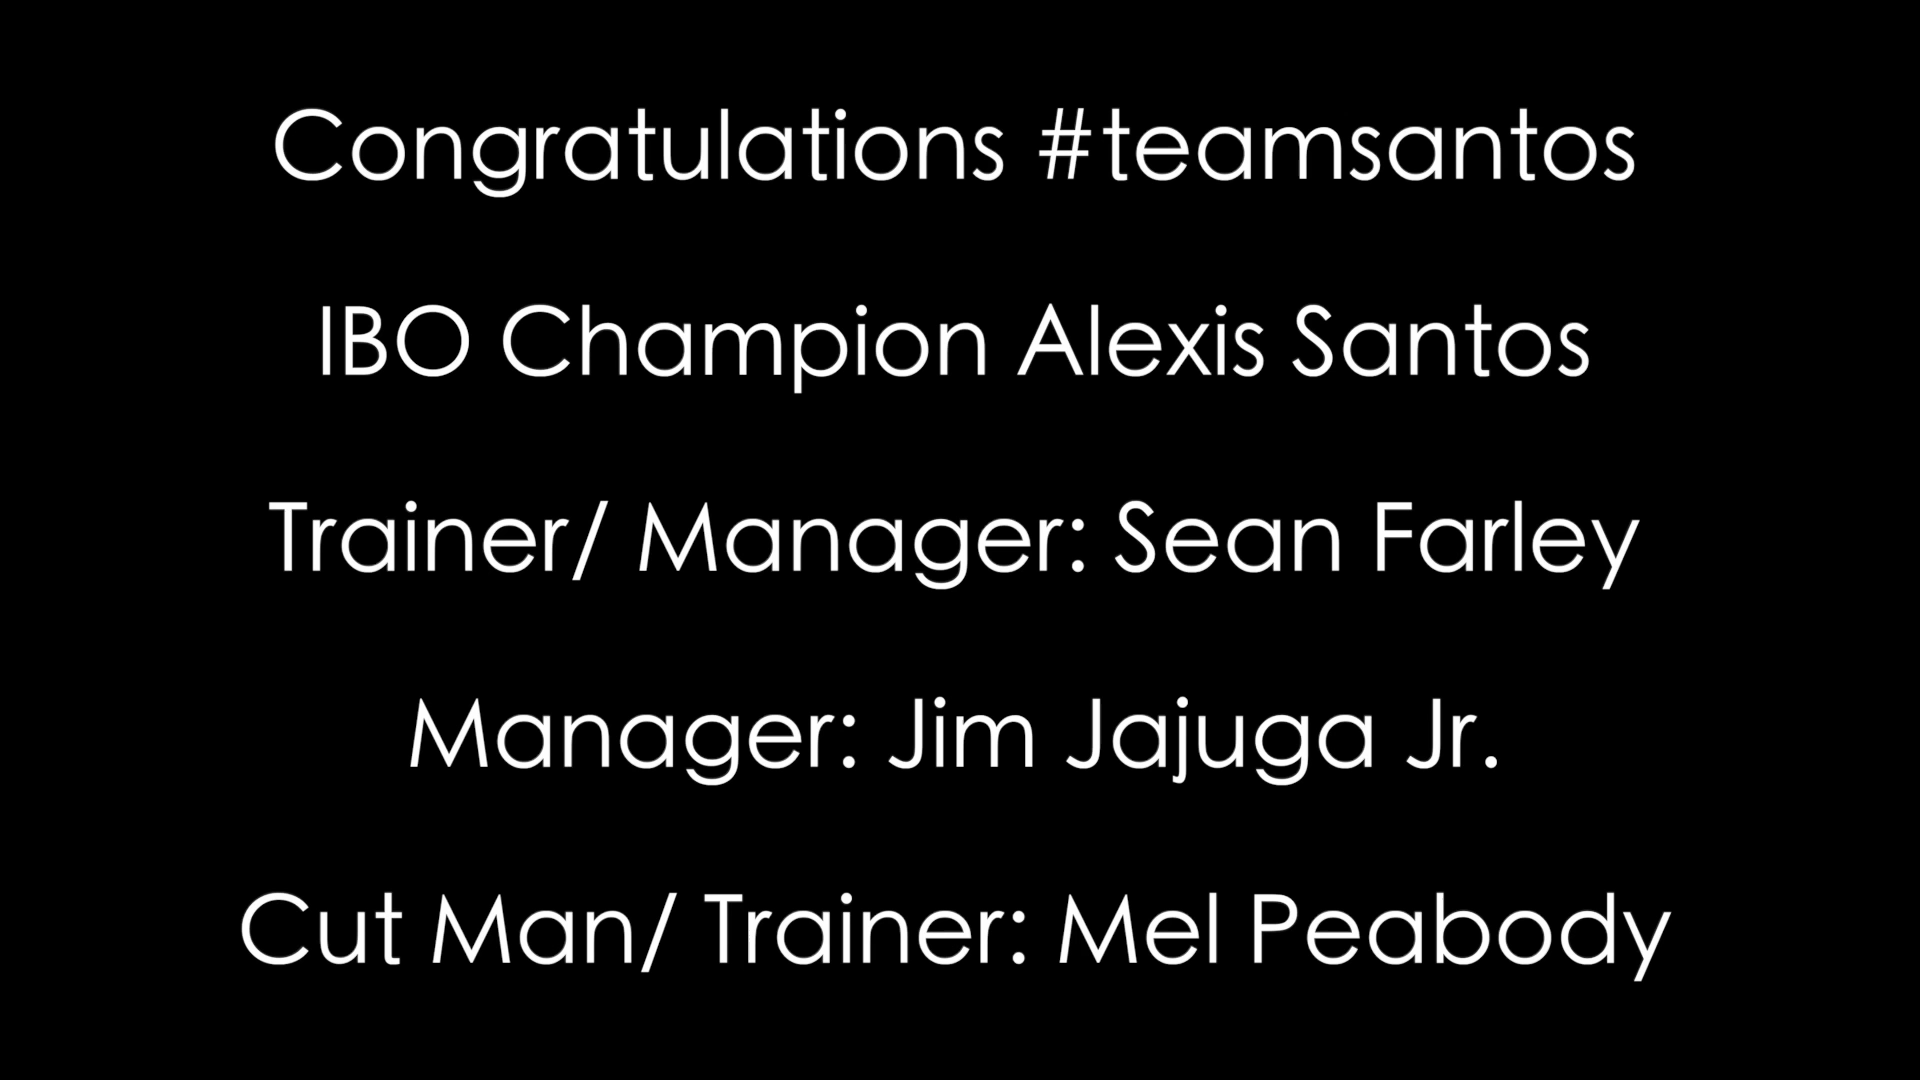 Congratulations #teamsantos
IBO Champion Alexis Santos
Trainer/ Manager: Sean Farley
Manager: Jim Jajuga Jr.
Cut Man/ Trainer: Mel Peabody